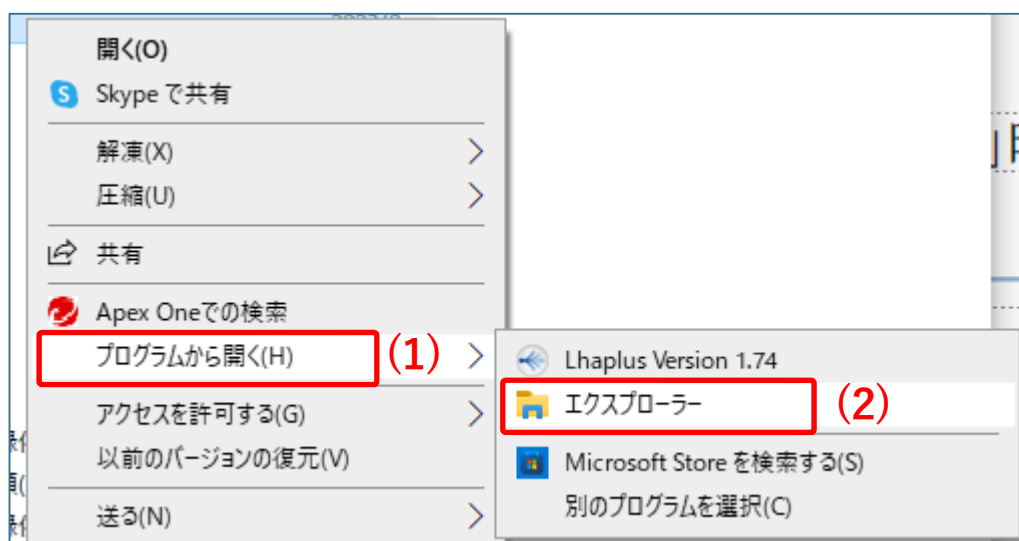 開く(O)
Skype で共有
解凍(X)
圧縮(U)
共有
Apex Oneでの検索
プログラムから開く(H) (1)
Lhaplus Version 1.74
エクスプローラー (2)
アクセスを許可する(G)
以前のバージョンの復元(V)
Microsoft Store を検索する(S)
別のプログラムを選択(C)
送る(N)